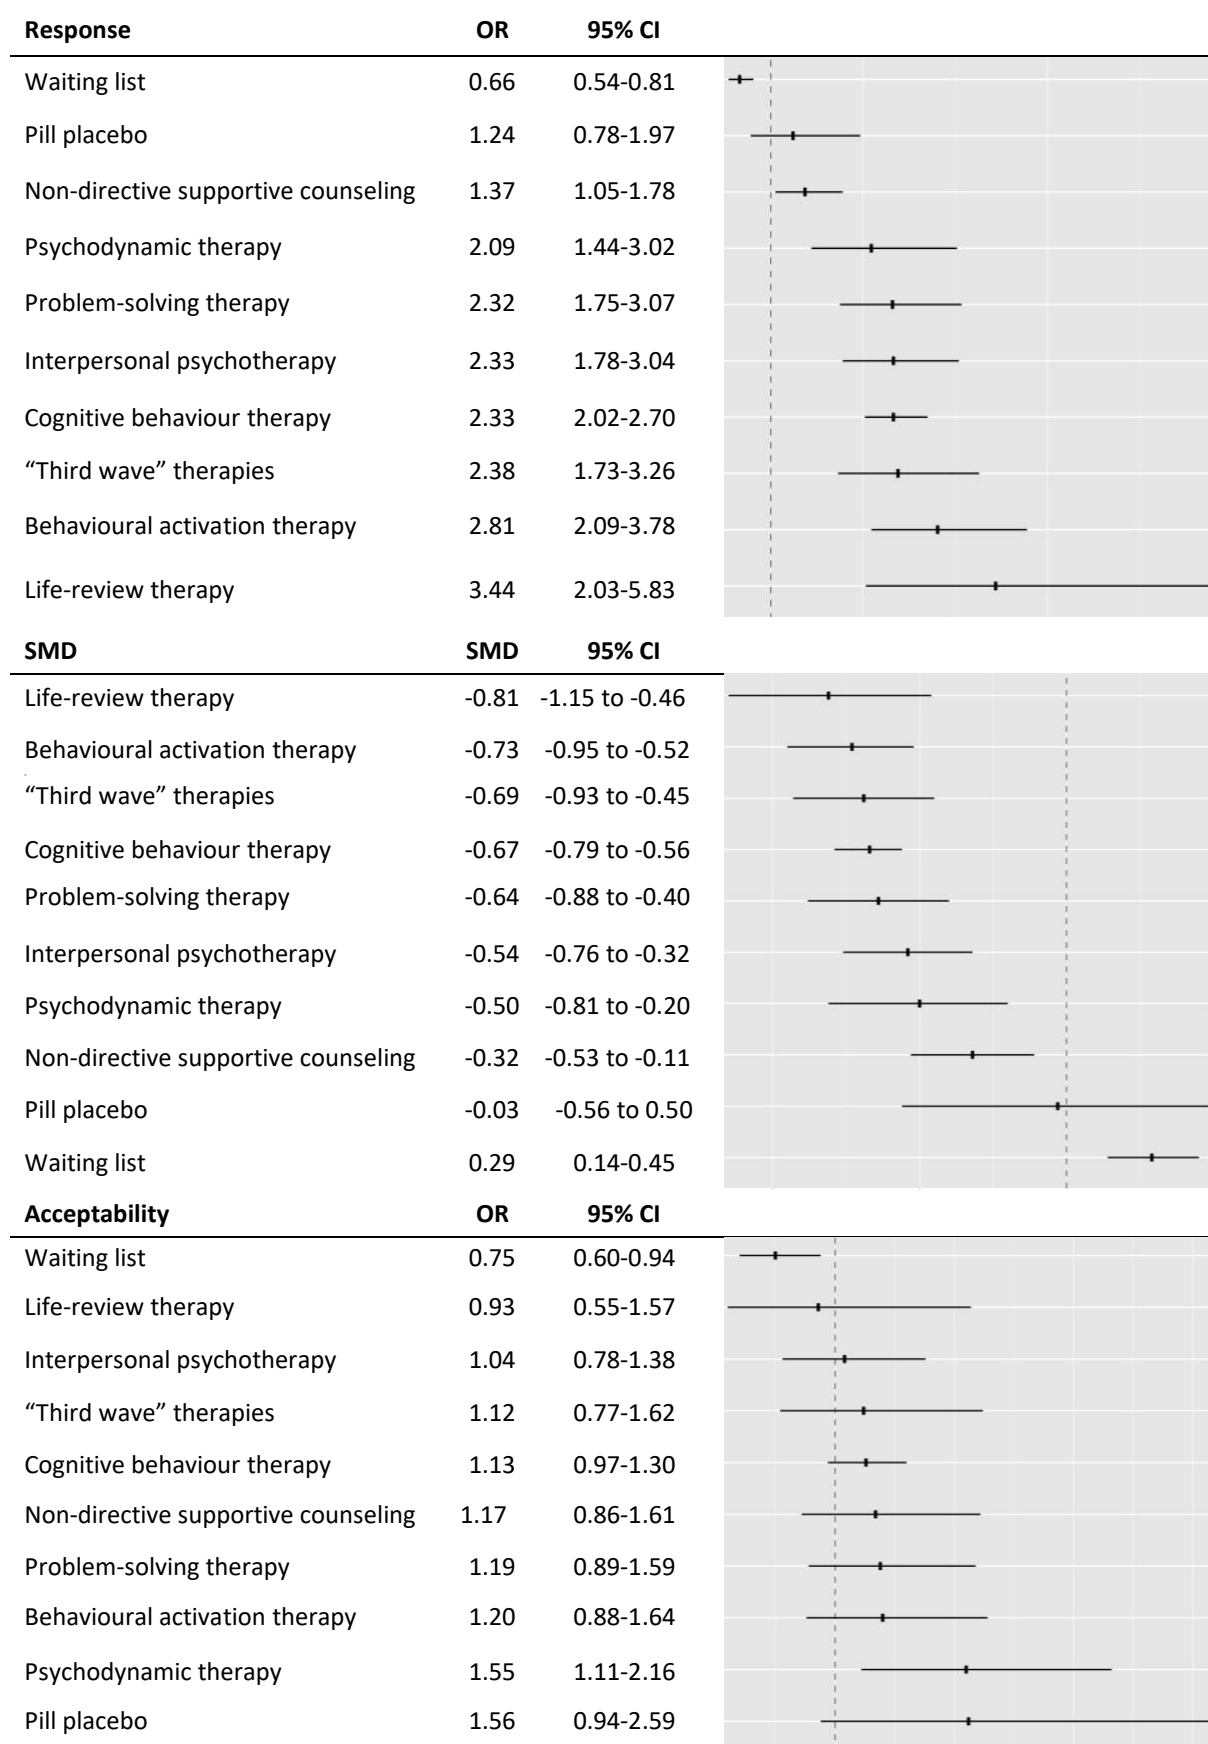 Response OR 95% CI
Waiting list 0.66 0.54-0.81
Pill placebo 1.24 0.78-1.97
Non-directive supportive counseling 1.37 1.05-1.78
Psychodynamic therapy 2.09 1.44-3.02
Problem-solving therapy 2.32 1.75-3.07
Interpersonal psychotherapy 2.33 1.78-3.04
Cognitive behaviour therapy 2.33 2.02-2.70
“Third wave” therapies 2.38 1.73-3.26
Behavioural activation therapy 2.81 2.09-3.78
Life-review therapy 3.44 2.03-5.83
SMD SMD 95% CI
Life-review therapy -0.81 -1.15 to -0.46
Behavioural activation therapy -0.73 -0.95 to -0.52
“Third wave” therapies -0.69 -0.93 to -0.45
Cognitive behaviour therapy -0.67 -0.79 to -0.56
Problem-solving therapy -0.64 -0.88 to -0.40
Interpersonal psychotherapy -0.54 -0.76 to -0.32
Psychodynamic therapy -0.50 -0.81 to -0.20
Non-directive supportive counseling -0.32 -0.53 to -0.11
Pill placebo -0.03 -0.56 to 0.50
Waiting list 0.29 0.14-0.45
Acceptability OR 95% CI
Waiting list 0.75 0.60-0.94
Life-review therapy 0.93 0.55-1.57
Interpersonal psychotherapy 1.04 0.78-1.38
“Third wave” therapies 1.12 0.77-1.62
Cognitive behaviour therapy 1.13 0.97-1.30
Non-directive supportive counseling 1.17 0.86-1.61
Problem-solving therapy 1.19 0.89-1.59
Behavioural activation therapy 1.20 0.88-1.64
Psychodynamic therapy 1.55 1.11-2.16
Pill placebo 1.56 0.94-2.59